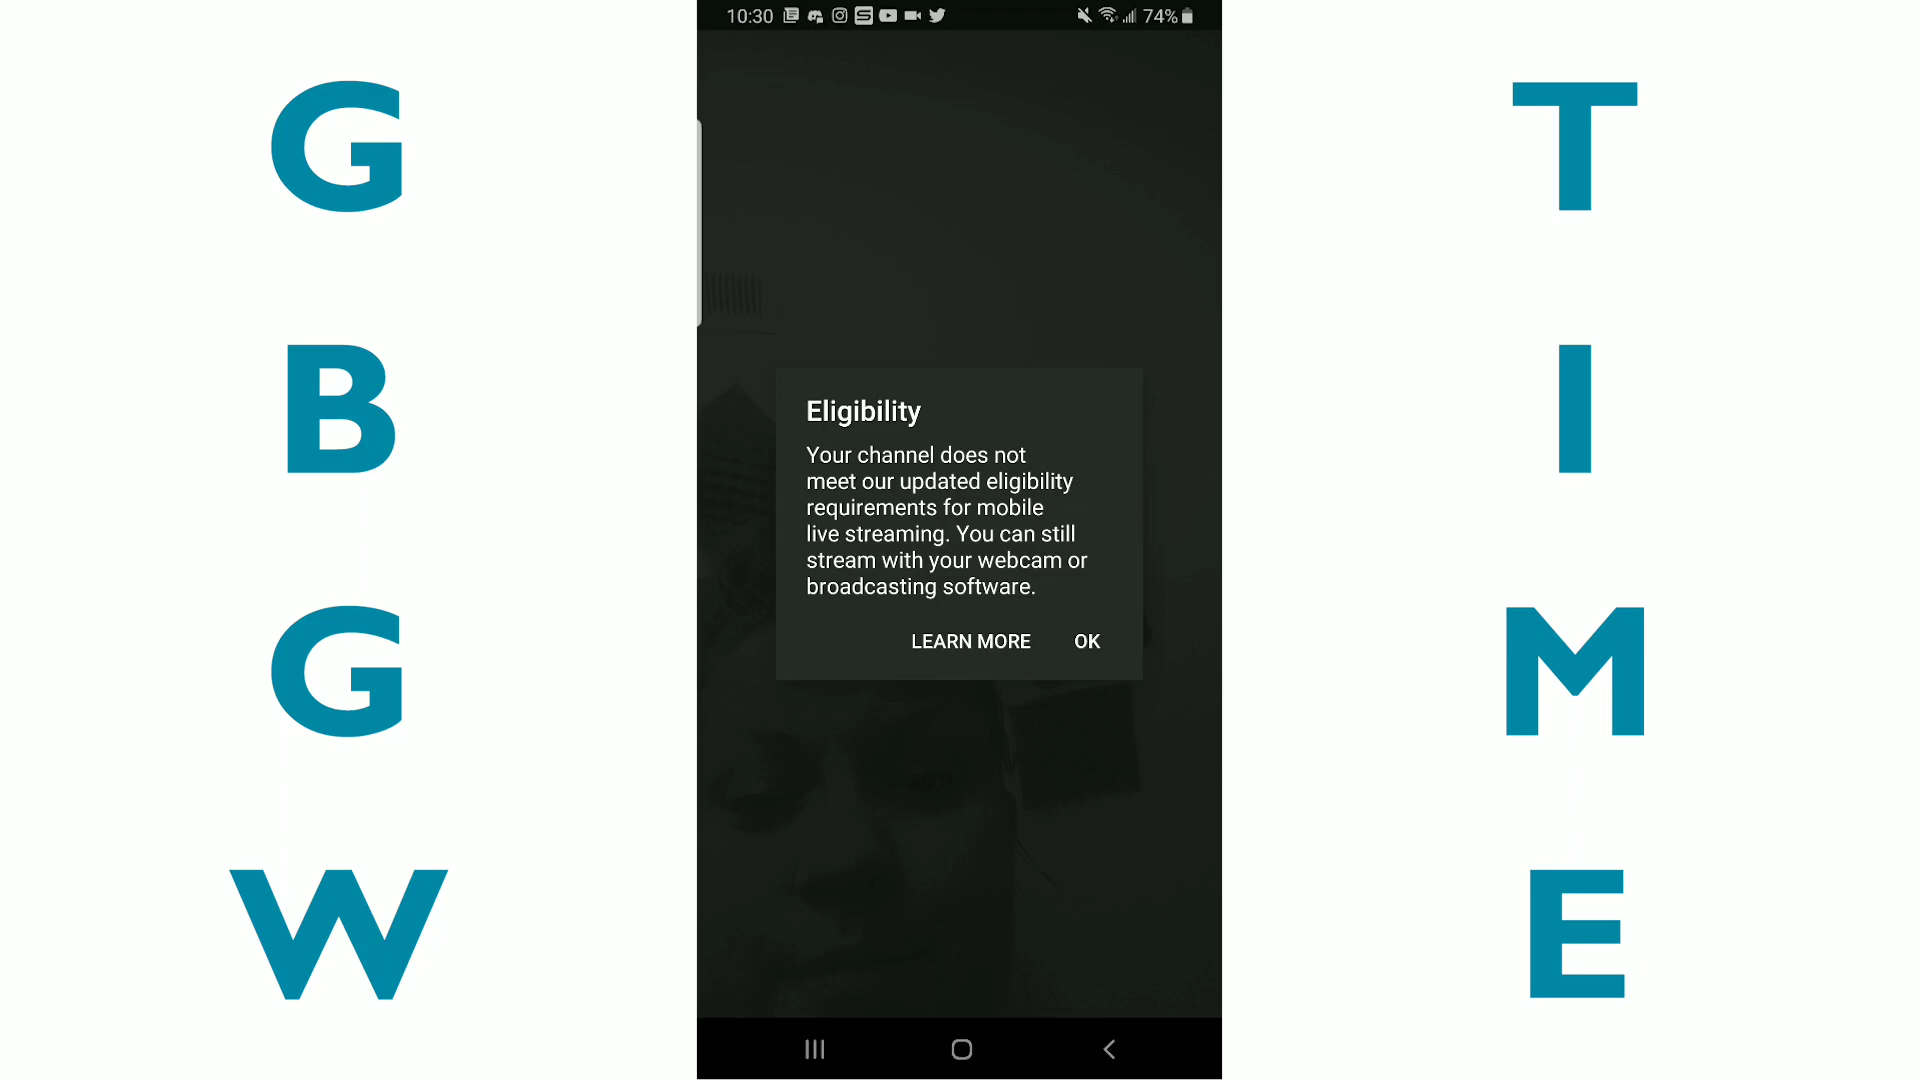 G
B
G
W
10:30
74%
Eligibility
Your channel does not
meet our updated eligibility
requirements for mobile
live streaming. You can still
stream with your webcam or
broadcasting software.
LEARN MORE OK
T
I
M
E